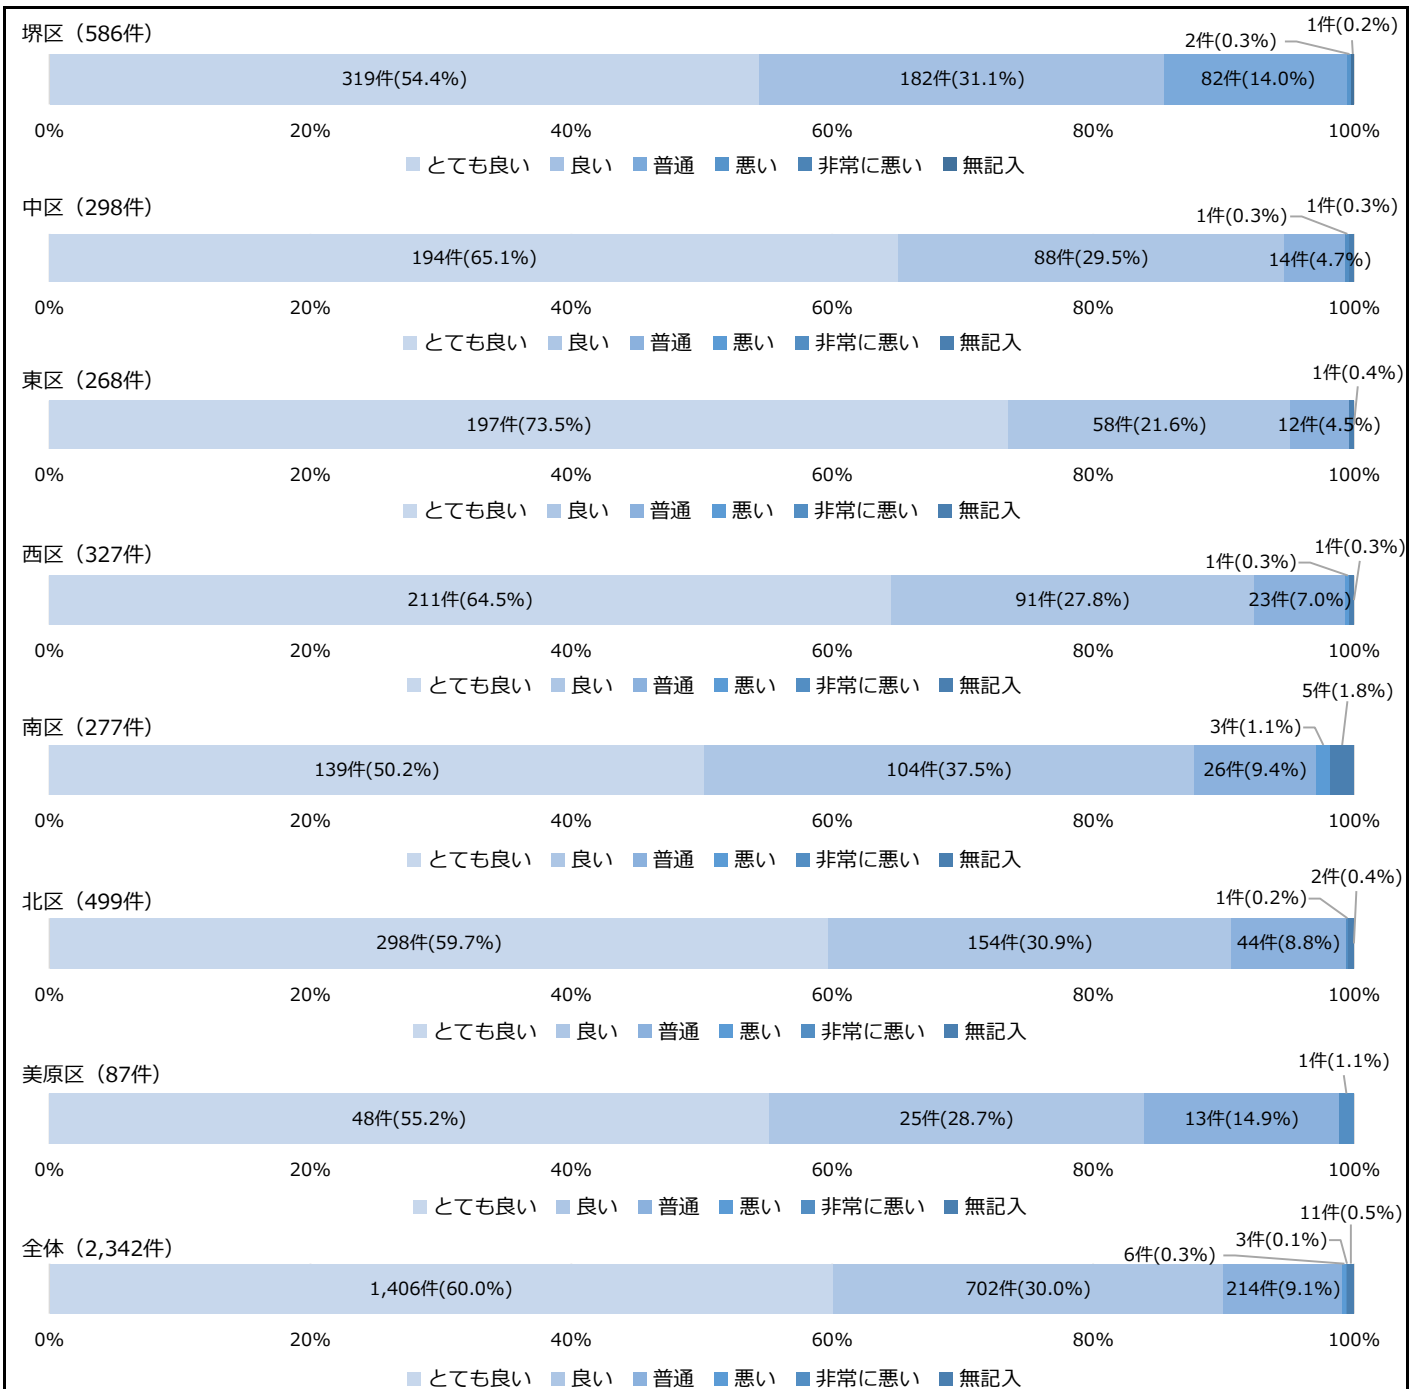 堺区（586件）
1件(0.2%)
2件(0.3%)
319件(54.4%) 182件(31.1%) 82件(14.0%)
0% 20% 40% 60% 80% 100%
とても良い 良い 普通 悪い 非常に悪い 無記入
中区（298件）
1件(0.3%) 1件(0.3%)
194件(65.1%) 88件(29.5%) 14件(4.7%)
0% 20% 40% 60% 80% 100%
とても良い 良い 普通 悪い 非常に悪い 無記入
東区（268件）
1件(0.4%)
197件(73.5%) 58件(21.6%) 12件(4.5%)
0% 20% 40% 60% 80% 100%
とても良い 良い 普通 悪い 非常に悪い 無記入
西区（327件）
1件(0.3%) 1件(0.3%)
211件(64.5%) 91件(27.8%) 23件(7.0%)
0% 20% 40% 60% 80% 100%
とても良い 良い 普通 悪い 非常に悪い 無記入
南区（277件）
5件(1.8%)
3件(1.1%)
139件(50.2%) 104件(37.5%) 26件(9.4%)
0% 20% 40% 60% 80% 100%
とても良い 良い 普通 悪い 非常に悪い 無記入
北区（499件）
2件(0.4%)
1件(0.2%)
298件(59.7%) 154件(30.9%) 44件(8.8%)
0% 20% 40% 60% 80% 100%
とても良い 良い 普通 悪い 非常に悪い 無記入
美原区（87件）
1件(1.1%)
48件(55.2%) 25件(28.7%) 13件(14.9%)
0% 20% 40% 60% 80% 100%
とても良い 良い 普通 悪い 非常に悪い 無記入
全体（2,342件）
11件(0.5%)
3件(0.1%)
6件(0.3%)
1,406件(60.0%) 702件(30.0%) 214件(9.1%)
0% 20% 40% 60% 80% 100%
とても良い 良い 普通 悪い 非常に悪い 無記入